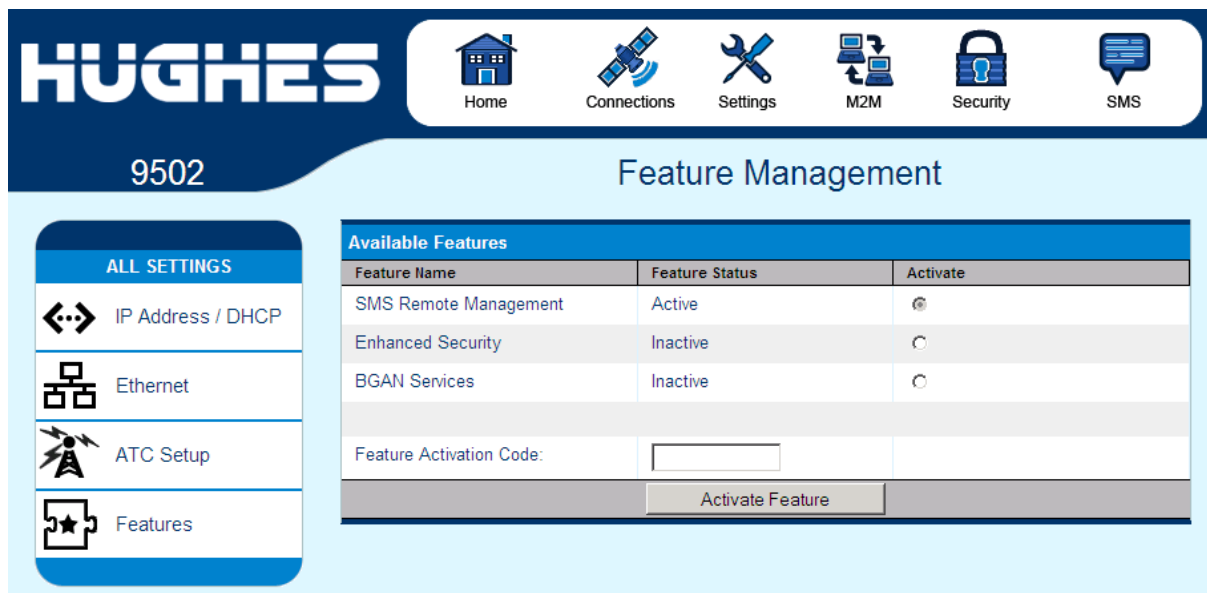 HUGHES
Home Connections Settings M2M Security SMS
9502 Feature Management
ALL SETTINGS
IP Address / DHCP
Ethernet
ATC Setup
Features
Available Features
Feature Name Feature Status Activate
SMS Remote Management Active
Enhanced Security Inactive
BGAN Services Inactive
Feature Activation Code:
Activate Feature